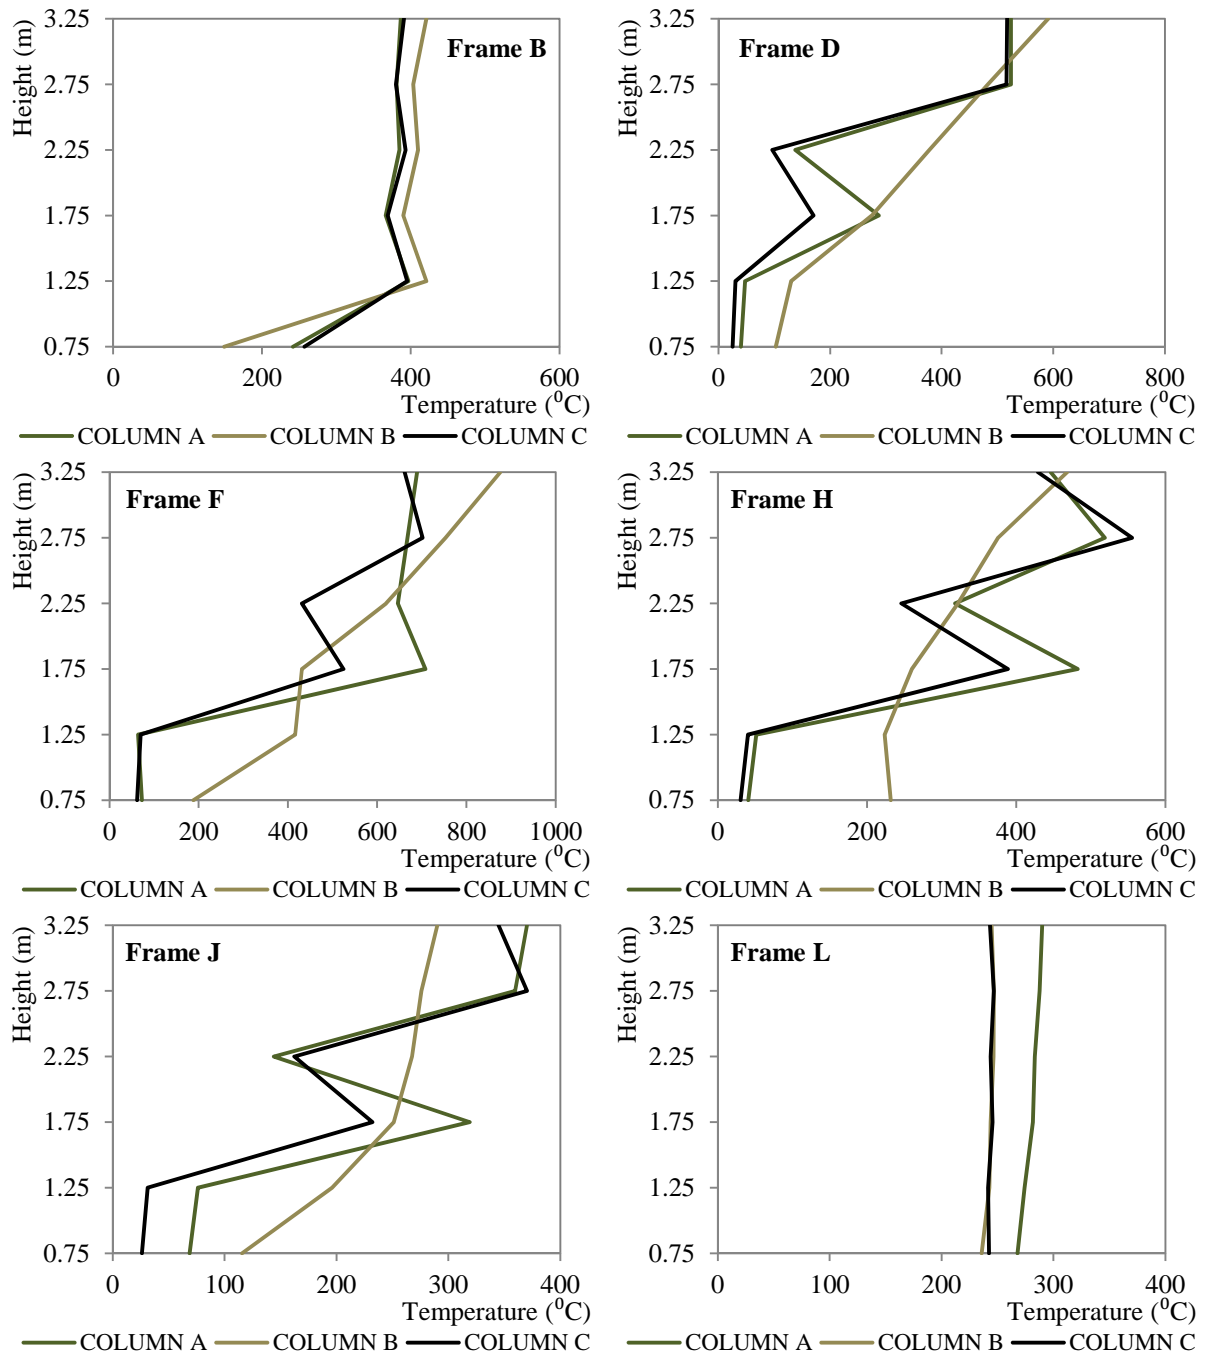 Height (m)
3.25
2.75
2.25
1.75
1.25
0.75
Frame B
0 200 400 600
Temperature (⁰C)
COLUMN A COLUMN B COLUMN C
Height (m)
3.25
2.75
2.25
1.75
1.25
0.75
Frame D
0 200 400 600 800
Temperature (⁰C)
COLUMN A COLUMN B COLUMN C
Height (m)
3.25
2.75
2.25
1.75
1.25
0.75
Frame F
0 200 400 600 800 1000
Temperature (⁰C)
COLUMN A COLUMN B COLUMN C
Height (m)
3.25
2.75
2.25
1.75
1.25
0.75
Frame H
0 200 400 600
Temperature (⁰C)
COLUMN A COLUMN B COLUMN C
Height (m)
3.25
2.75
2.25
1.75
1.25
0.75
Frame J
0 100 200 300 400
Temperature (⁰C)
COLUMN A COLUMN B COLUMN C
Height (m)
3.25
2.75
2.25
1.75
1.25
0.75
Frame L
0 100 200 300 400
Temperature (⁰C)
COLUMN A COLUMN B COLUMN C